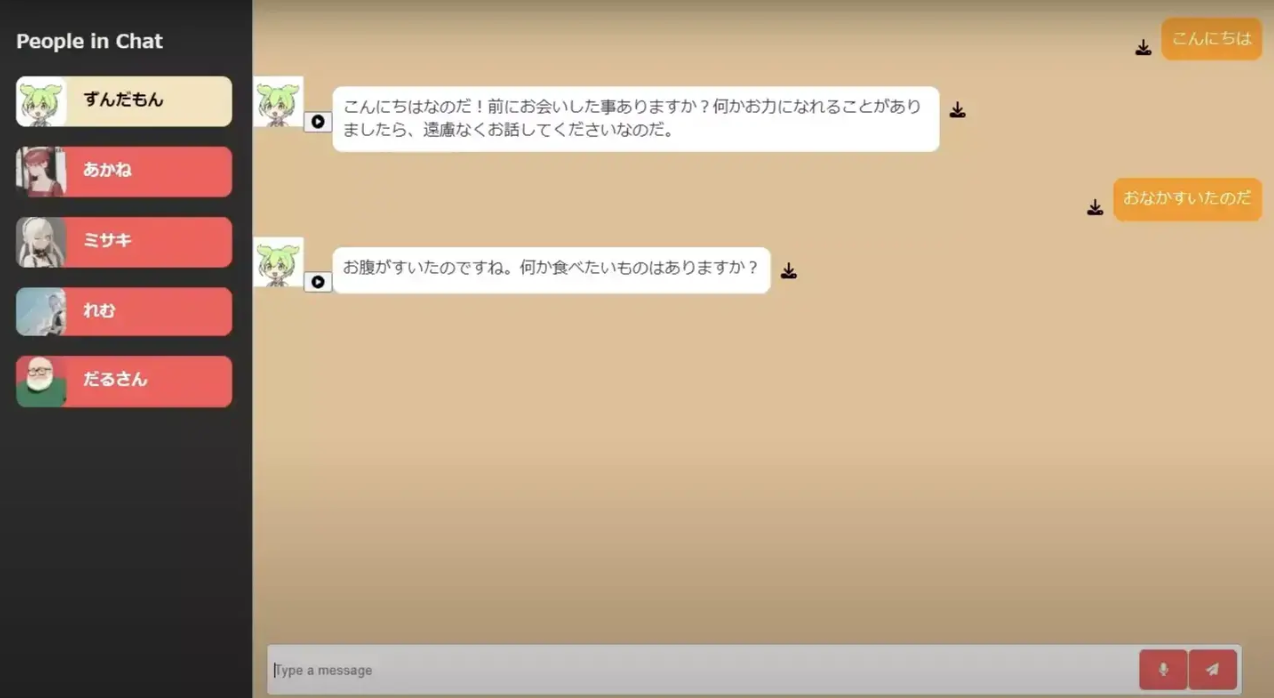 People in Chat
ずんだもん
あかね
ミサキ
れむ
だるさん
こんにちは
こんにちはなのだ！前にお会いした事ありますか？何かお力になれることがあり
ましたら、遠慮なくお話してくださいなのだ。
おなかすいたのだ
お腹がすいたのですね。何か食べたいものはありますか？
Type a message